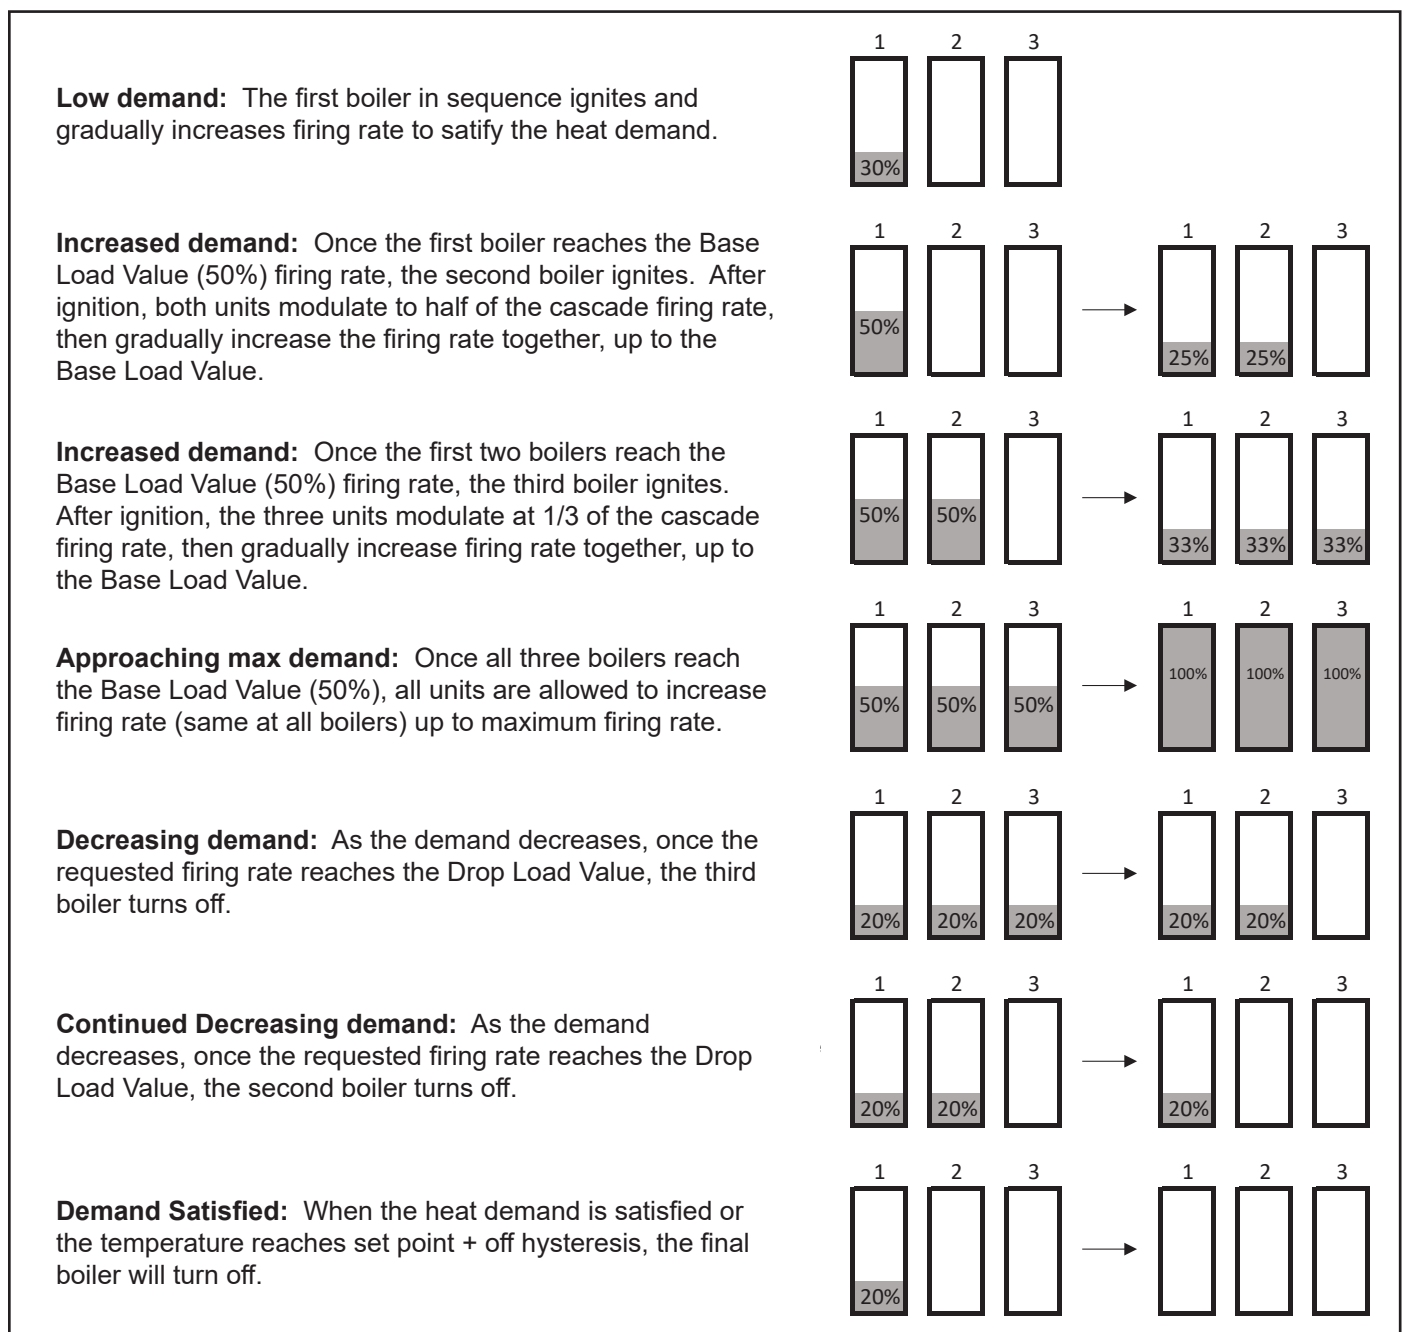 1 2 3
Low demand: The first boiler in sequence ignites and
gradually increases firing rate to satify the heat demand.
30%
1 2 3 1 2 3
Increased demand: Once the first boiler reaches the Base
Load Value (50%) firing rate, the second boiler ignites. After
ignition, both units modulate to half of the cascade firing rate,
then gradually increase the firing rate together, up to the
Base Load Value.
50% 25% 25%
1 2 3 1 2 3
Increased demand: Once the first two boilers reach the
Base Load Value (50%) firing rate, the third boiler ignites.
After ignition, the three units modulate at 1/3 of the cascade
firing rate, then gradually increase firing rate together, up to
the Base Load Value.
50% 50% 33% 33% 33%
1 2 3 1 2 3
Approaching max demand: Once all three boilers reach
the Base Load Value (50%), all units are allowed to increase
firing rate (same at all boilers) up to maximum firing rate.
50% 50% 50% 100% 100% 100%
1 2 3 1 2 3
Decreasing demand: As the demand decreases, once the
requested firing rate reaches the Drop Load Value, the third
boiler turns off.
20% 20% 20% 20% 20%
1 2 3 1 2 3
Continued Decreasing demand: As the demand
decreases, once the requested firing rate reaches the Drop
Load Value, the second boiler turns off.
20% 20% 20%
1 2 3 1 2 3
Demand Satisfied: When the heat demand is satisfied or
the temperature reaches set point + off hysteresis, the final
boiler will turn off.
20%